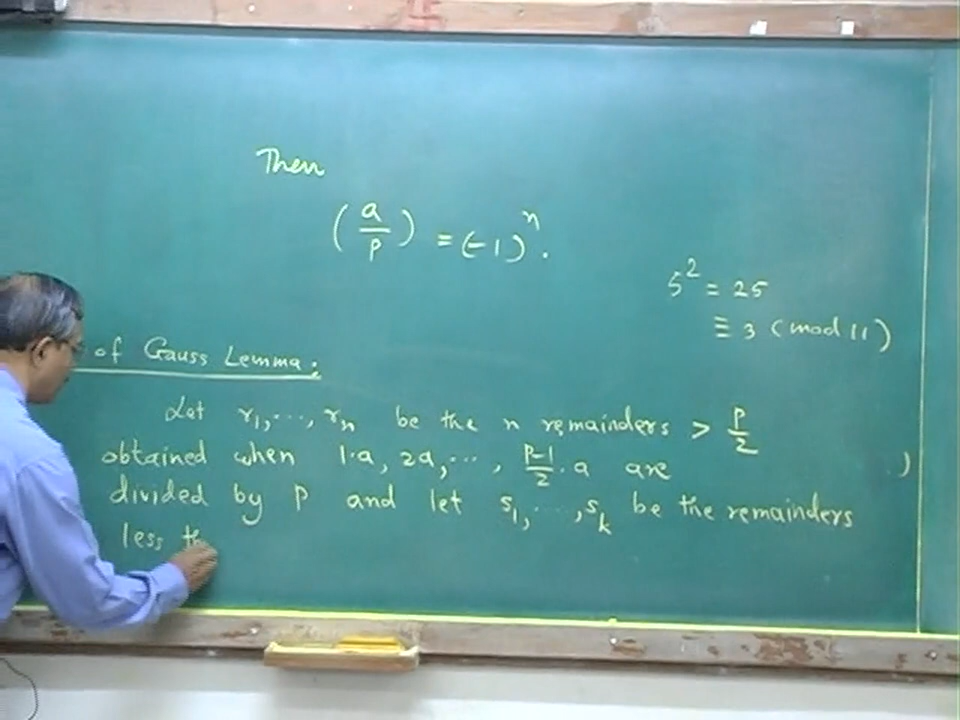 Then
(a/p) = (-1)^n.
5^2 = 25
≡ 3 (mod 11)
of Gauss Lemma:
Let r_1, ..., r_n be the n remainders > p/2
obtained when 1·a, 2a, ..., (p-1)/2 · a are
divided by p and let s_1, ..., s_k be the remainders
less